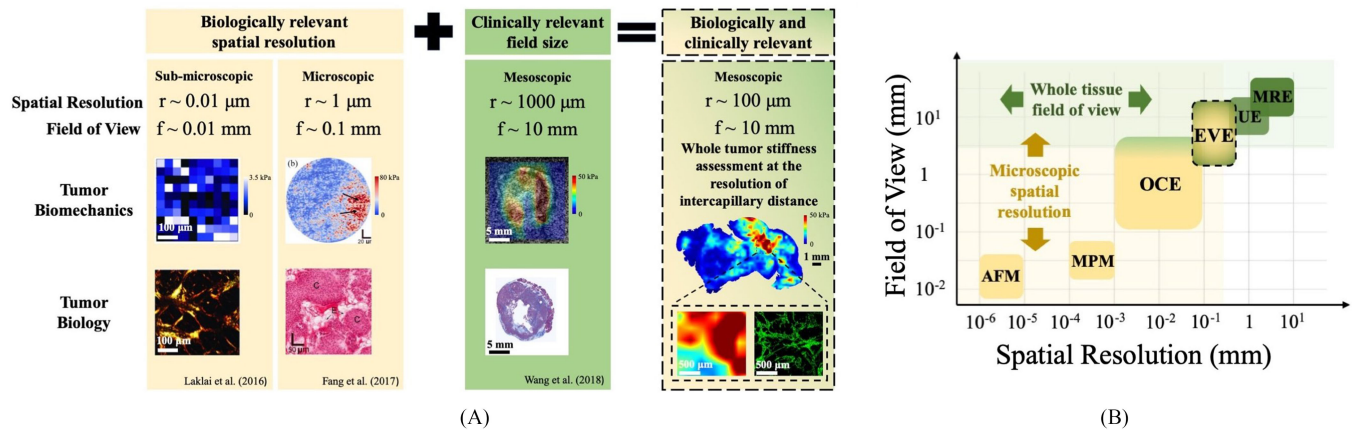 Biologically relevant
spatial resolution
Clinically relevant
field size
Biologically and
clinically relevant
Sub-microscopic
Microscopic
Mesoscopic
Mesoscopic
Spatial Resolution
r ~ 0.01 µm
r ~ 1 µm
r ~ 1000 µm
r ~ 100 µm
Field of View
f ~ 0.01 mm
f ~ 0.1 mm
f ~ 10 mm
f ~ 10 mm
Whole tumor stiffness
assessment at the
resolution of
intercapillary distance
Tumor
Biomechanics
3.5 kPa
0
100 µm
(b)
80 kPa
0
50 kPa
0
5 mm
50 kPa
0
1 mm
Tumor
Biology
100 µm
C
C
5 mm
500 µm
500 µm
Laklai et al. (2016)
Fang et al. (2017)
Wang et al. (2018)
(A)
Field of View (mm)
10¹
1
10⁻¹
10⁻²
Whole tissue
field of view
Microscopic
spatial
resolution
AFM
MPM
OCE
EVE
UE
MRE
10⁻⁶
10⁻⁵
10⁻⁴
10⁻³
10⁻²
10⁻¹
1
10¹
Spatial Resolution (mm)
(B)